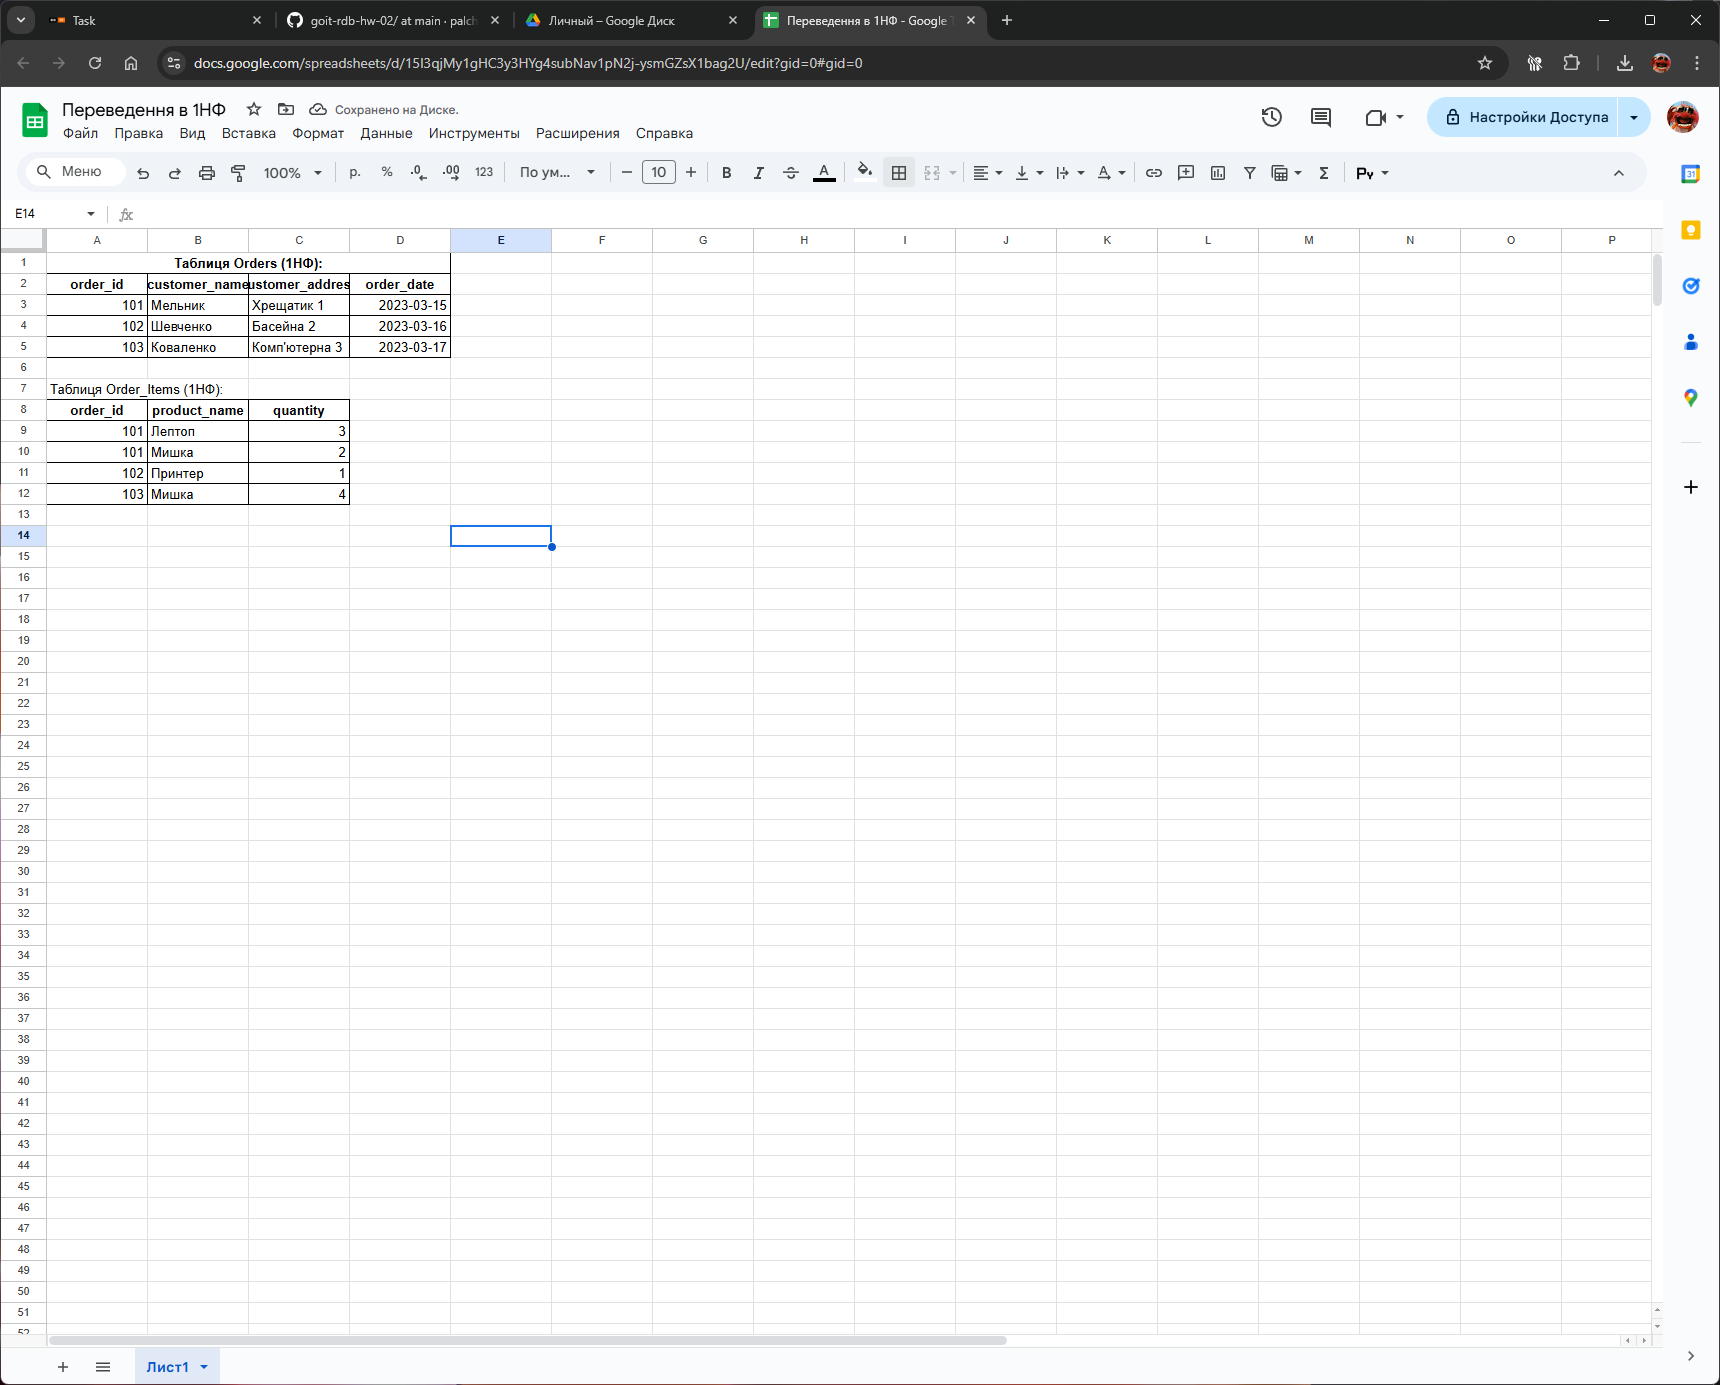 Task
goit-rdb-hw-02/ at main · palch
Личный – Google Диск
Переведення в 1НФ - Google Т
docs.google.com/spreadsheets/d/15I3qjMy1gHC3y3HYg4subNav1pN2j-ysmGZsX1bag2U/edit?gid=0#gid=0
Переведення в 1НФ
Сохранено на Диске.
Файл Правка Вид Вставка Формат Данные Инструменты Расширения Справка
Настройки Доступа
Меню 100% р. % .0 .00 123 По ум... 10 B I A Σ Py
31
E14
fx
A B C D E F G H I J K L M N O P
1 Таблиця Orders (1НФ):
2 order_id customer_name ustomer_addres order_date
3 101 Мельник Хрещатик 1 2023-03-15
4 102 Шевченко Басейна 2 2023-03-16
5 103 Коваленко Комп'ютерна 3 2023-03-17
6
7 Таблиця Order_Items (1НФ):
8 order_id product_name quantity
9 101 Лептоп 3
10 101 Мишка 2
11 102 Принтер 1
12 103 Мишка 4
13
14
15
16
17
18
19
20
21
22
23
24
25
26
27
28
29
30
31
32
33
34
35
36
37
38
39
40
41
42
43
44
45
46
47
48
49
50
51
52
Лист1